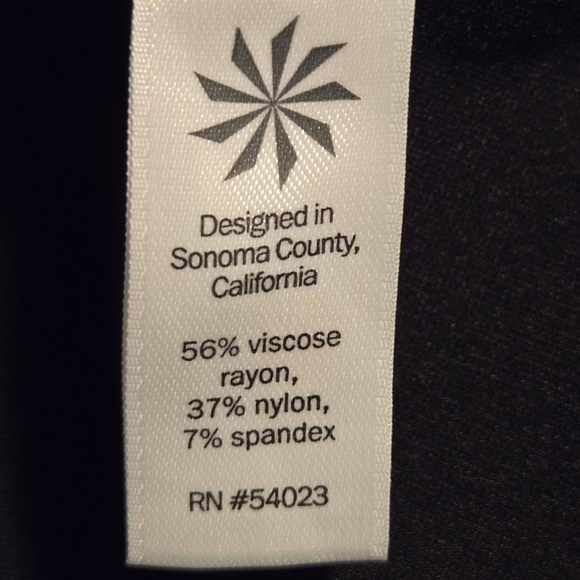 Designed in
Sonoma County,
California
56% viscose
rayon,
37% nylon,
7% spandex
RN #54023